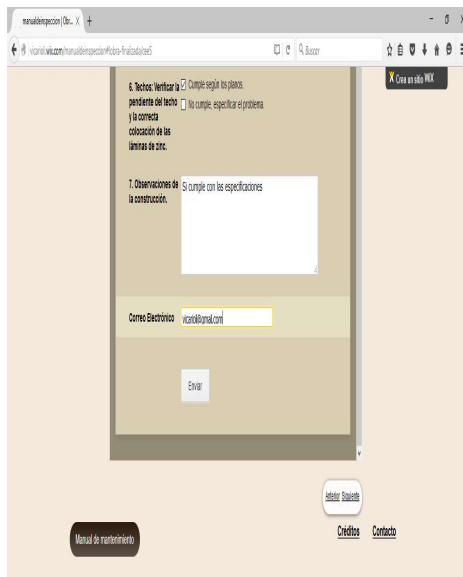 manualdeinspeccion | Obr...
vicarioli.wix.com/manualdeinspeccion#!obra-finalizada/cee5
Buscar
Crea un sitio WiX
6. Techos: Verificar la
pendiente del techo
y la correcta
colocación de las
láminas de zinc.
Cumple según los planos.
No cumple, especificar el problema
7. Observaciones de
la construcción.
Si cumple con las especificaciones
Correo Electrónico
vicarioli@gmail.com
Enviar
Anterior Siguiente
Créditos Contacto
Manual de mantenimiento